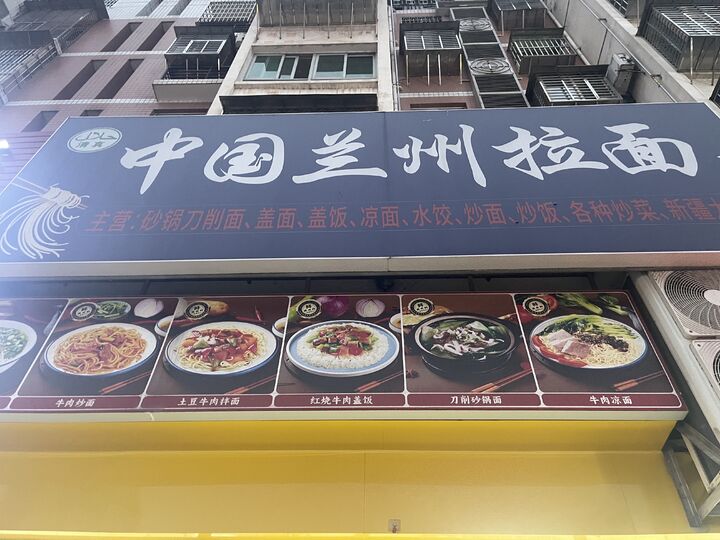 حلال
清真
中国兰州拉面
主营:砂锅刀削面、盖面、盖饭、凉面、水饺、炒面、炒饭、各种炒菜、新疆
牛肉炒面
土豆牛肉拌面
红烧牛肉盖饭
刀削砂锅面
牛肉凉面